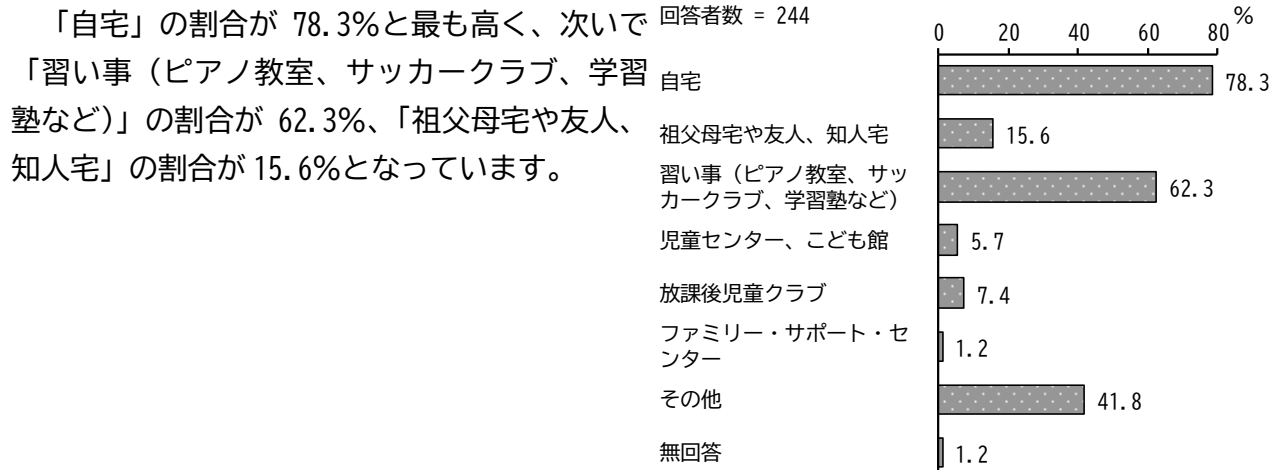 「自宅」の割合が 78.3％と最も高く、次いで
「習い事（ピアノ教室、サッカークラブ、学習
塾など）」の割合が 62.3％、「祖父母宅や友人、
知人宅」の割合が 15.6％となっています。
回答者数 = 244
%
0 20 40 60 80
自宅 78.3
祖父母宅や友人、知人宅 15.6
習い事（ピアノ教室、サッ
カークラブ、学習塾など） 62.3
児童センター、こども館 5.7
放課後児童クラブ 7.4
ファミリー・サポート・セ
ンター 1.2
その他 41.8
無回答 1.2